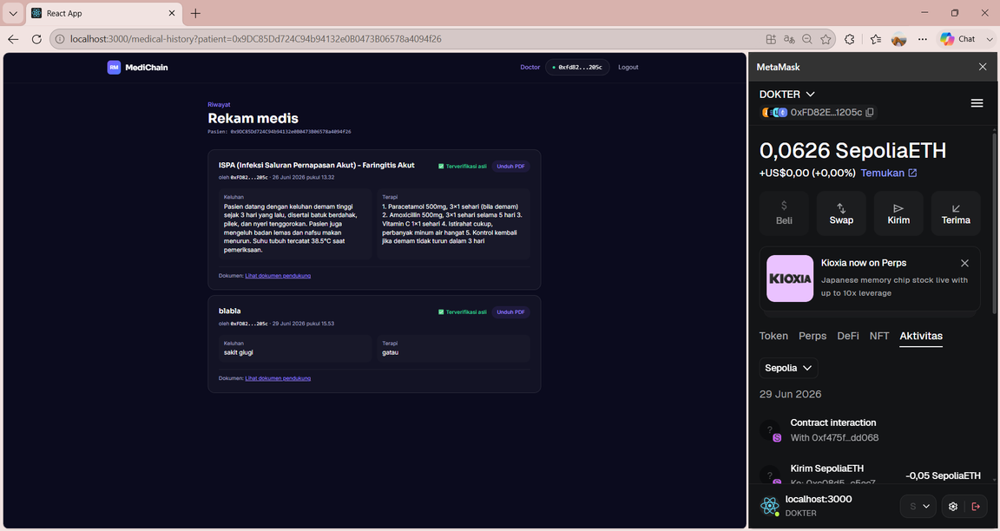 React App
localhost:3000/medical-history?patient=0x9DC85Dd724C94b94132e0B0473B06578a4094f26
Chat
RM MediChain
Doctor
0xfd82...205c
Logout
Riwayat
Rekam medis
Pasien: 0x9DC85Dd724C94b94132e0B0473B06578a4094f26
ISPA (Infeksi Saluran Pernapasan Akut) - Faringitis Akut
Terverifikasi asli
Unduh PDF
oleh 0xFD82...205c · 26 Juni 2026 pukul 13.32
Keluhan
Pasien datang dengan keluhan demam tinggi
sejak 3 hari yang lalu, disertai batuk berdahak,
pilek, dan nyeri tenggorokan. Pasien juga
mengeluh badan lemas dan nafsu makan
menurun. Suhu tubuh tercatat 38.5°C saat
pemeriksaan.
Terapi
1. Paracetamol 500mg, 3×1 sehari (bila demam)
2. Amoxicillin 500mg, 3×1 sehari selama 5 hari 3.
Vitamin C 1×1 sehari 4. Istirahat cukup,
perbanyak minum air hangat 5. Kontrol kembali
jika demam tidak turun dalam 3 hari
Dokumen: Lihat dokumen pendukung
blabla
Terverifikasi asli
Unduh PDF
oleh 0xFD82...205c · 29 Juni 2026 pukul 15.53
Keluhan
sakit giugi
Terapi
gatau
Dokumen: Lihat dokumen pendukung
MetaMask
DOKTER
0xFD82E...1205c
0,0626 SepoliaETH
+US$0,00 (+0,00%) Temukan
$
Beli
Swap
Kirim
Terima
KIOXIA
Kioxia now on Perps
Japanese memory chip stock live with
up to 10x leverage
Token
Perps
DeFi
NFT
Aktivitas
Sepolia
29 Jun 2026
?
S
Contract interaction
With 0xf475f...dd068
?
Kirim SepoliaETH
-0,05 SepoliaETH
localhost:3000
DOKTER
S